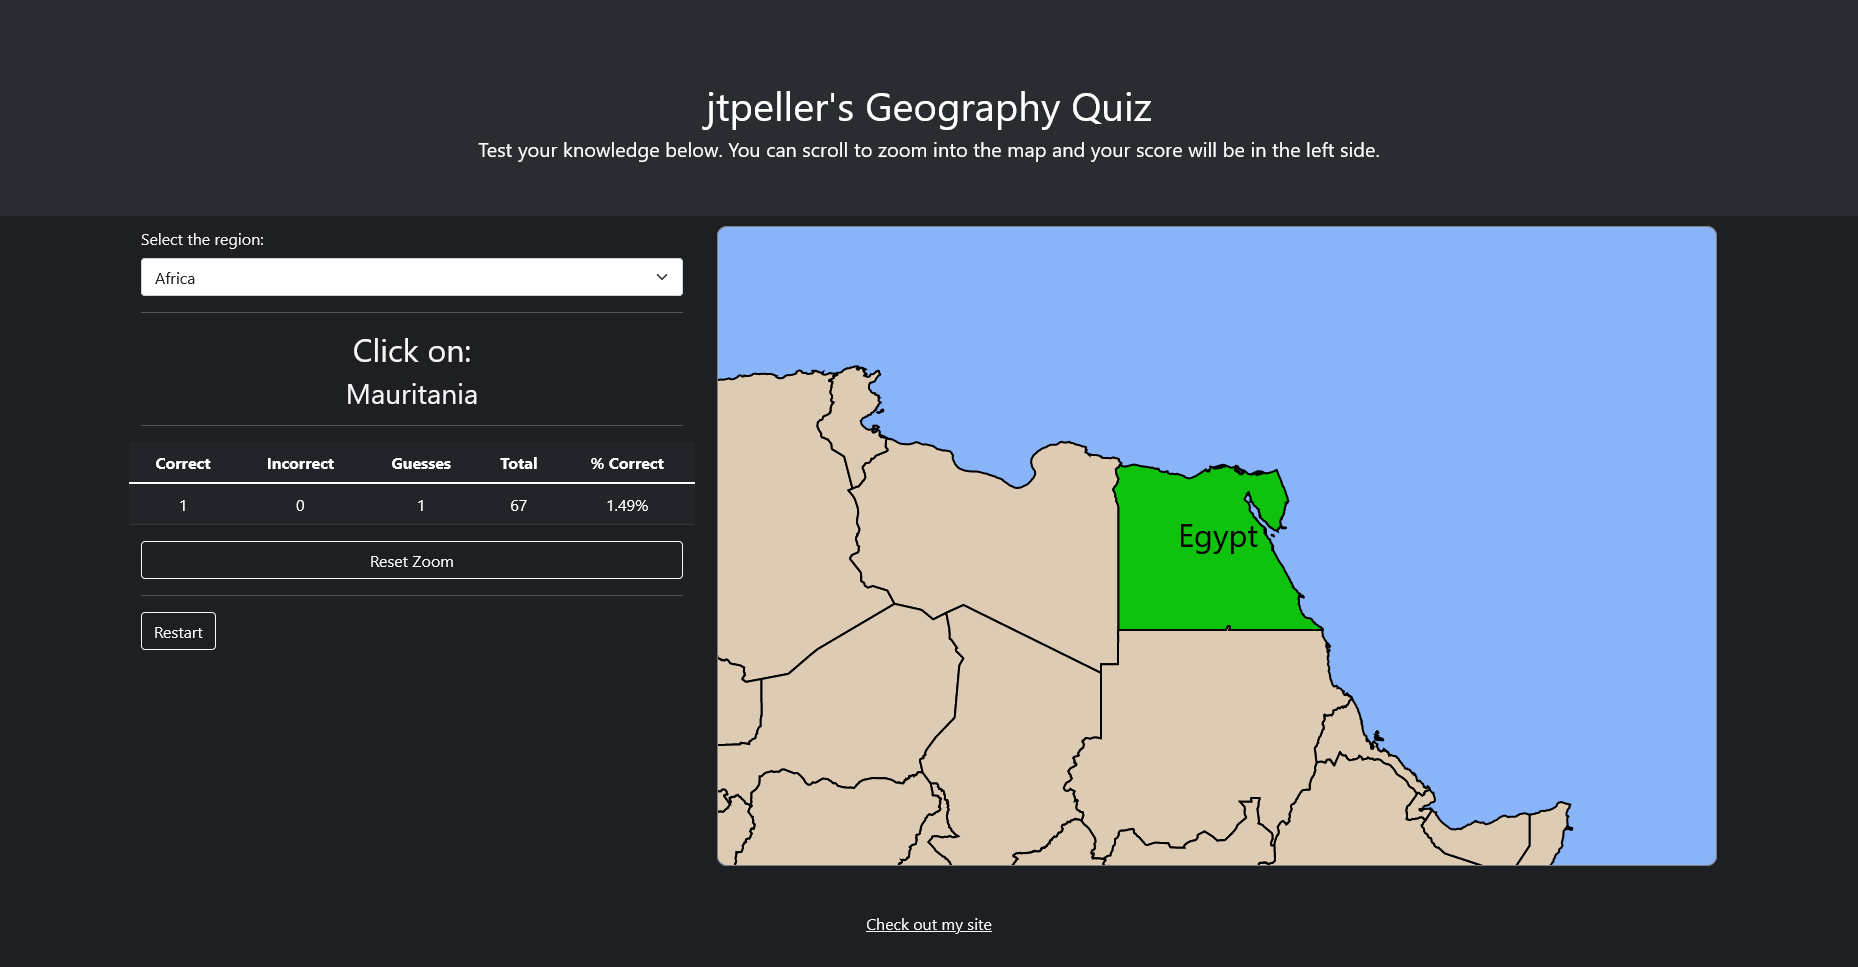 jtpeller's Geography Quiz
Test your knowledge below. You can scroll to zoom into the map and your score will be in the left side.
Select the region:
Africa
Click on:
Mauritania
Correct Incorrect Guesses Total % Correct
1 0 1 67 1.49%
Reset Zoom
Restart
Egypt
Check out my site